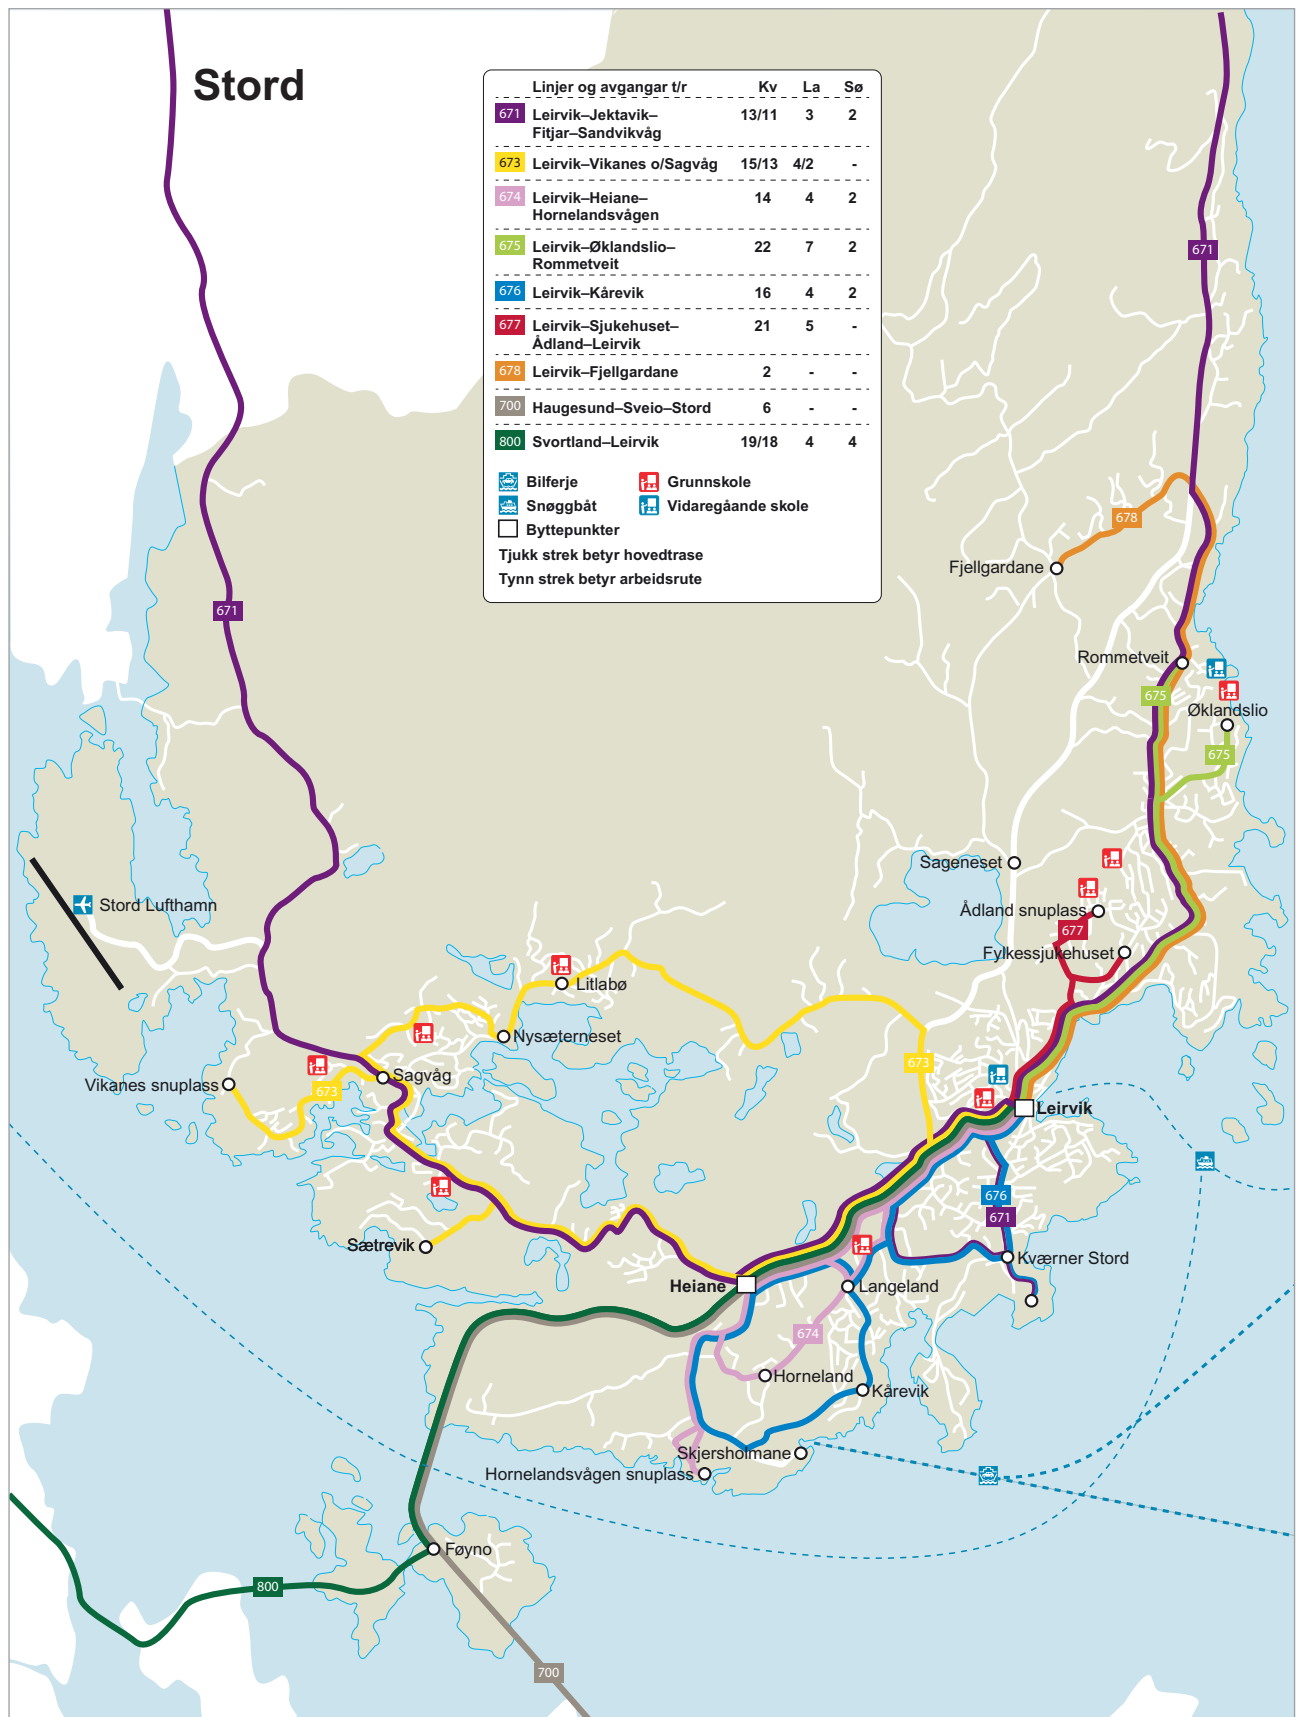 Stord
Linjer og avgangar t/r Kv La Sø
671 Leirvik–Jektavik– 13/11 3 2
Fitjar–Sandvikvåg
673 Leirvik–Vikanes o/Sagvåg 15/13 4/2 -
674 Leirvik–Heiane– 14 4 2
Hornelandsvågen
675 Leirvik–Øklandslio– 22 7 2
Rommetveit
676 Leirvik–Kårevik 16 4 2
677 Leirvik–Sjukehuset– 21 5 -
Ådland–Leirvik
678 Leirvik–Fjellgardane 2 - -
700 Haugesund–Sveio–Stord 6 - -
800 Svortland–Leirvik 19/18 4 4
Bilferje Grunnskole
Snøggbåt Vidaregåande skole
Byttepunkter
Tjukk strek betyr hovedtrase
Tynn strek betyr arbeidsrute
671
678
Fjellgardane
671
Rommetveit
675
Øklandslio
675
Sageneset
Stord Lufthamn
Ådland snuplass
677
Fylkessjukehuset
Litlabø
Nysæterneset
673
Sagvåg
Vikanes snuplass
673
Leirvik
676
671
Sætrevik
Kværner Stord
Heiane
Langeland
674
Horneland
Kårevik
Skjersholmane
Hornelandsvågen snuplass
Føyno
800
700